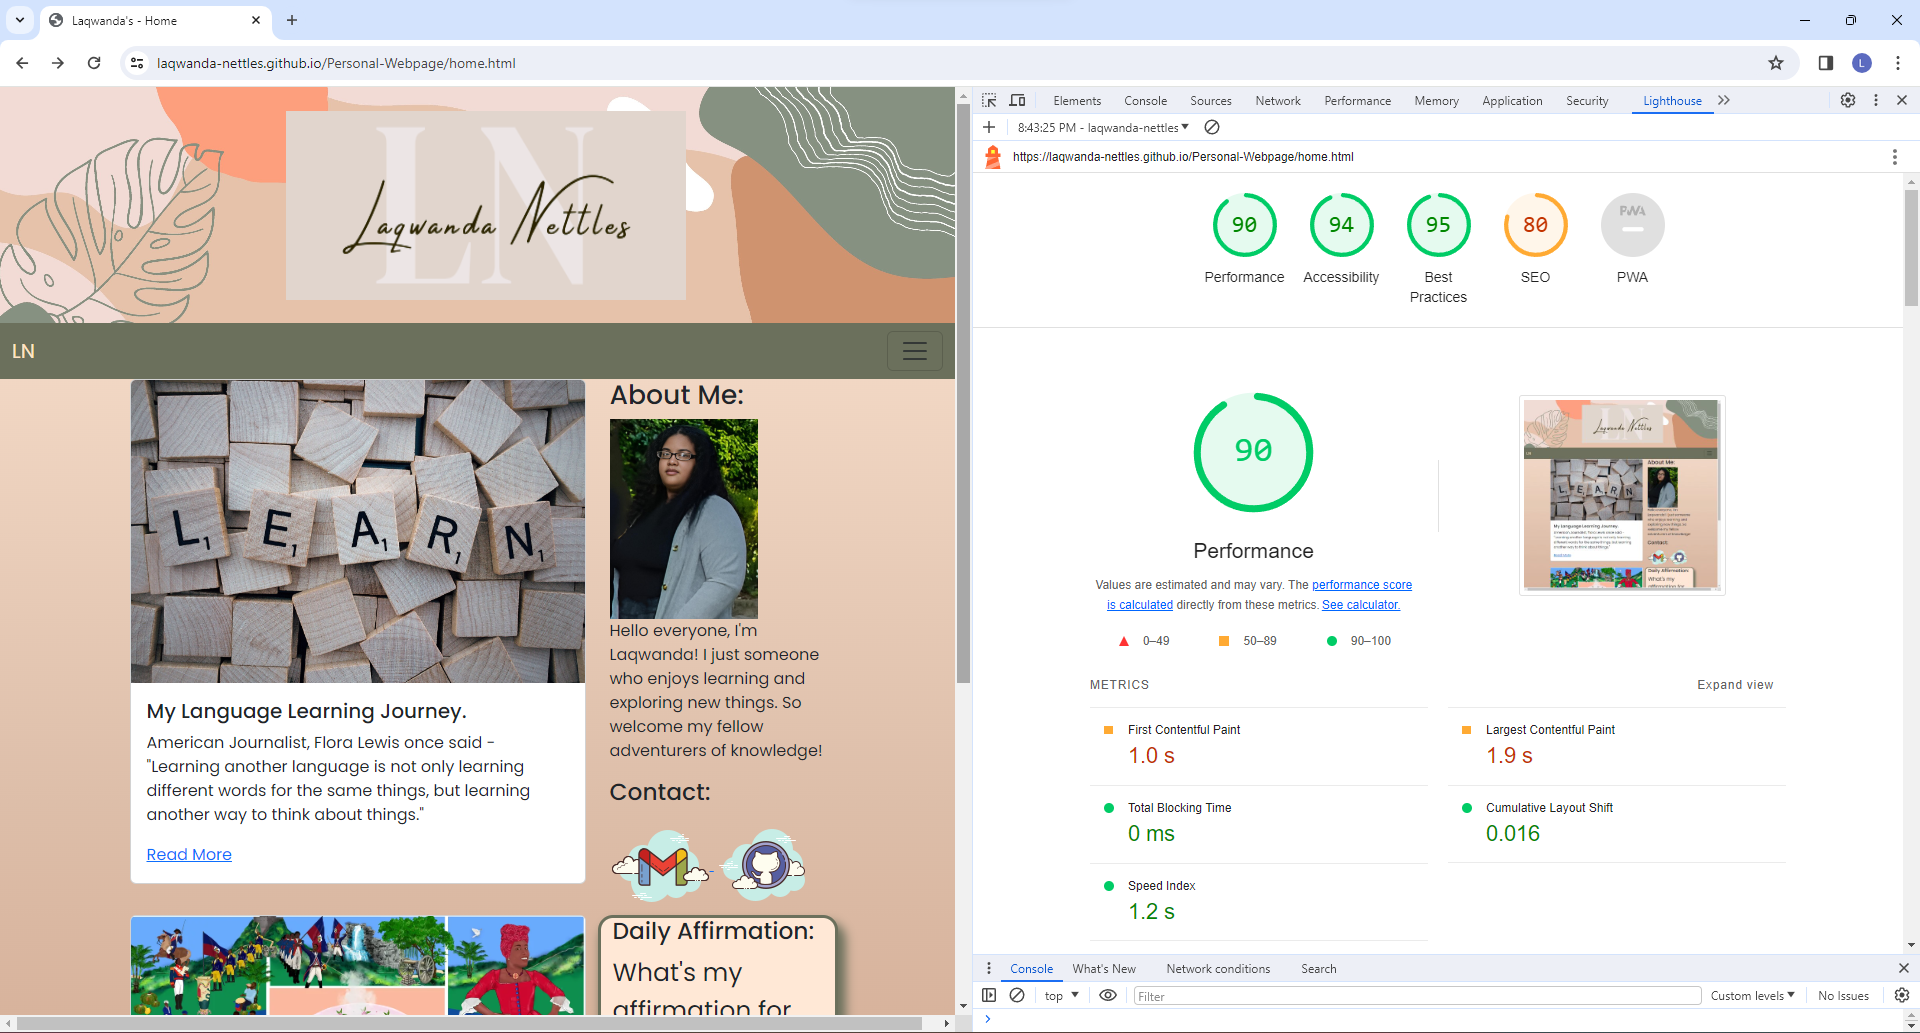 Laqwanda's - Home
laqwanda-nettles.github.io/Personal-Webpage/home.html
L
LN
Laqwanda Nettles
LN
L1 E1 A1 R1 N1
My Language Learning Journey.
American Journalist, Flora Lewis once said -
"Learning another language is not only learning
different words for the same things, but learning
another way to think about things."
Read More
About Me:
Hello everyone, I'm
Laqwanda! I just someone
who enjoys learning and
exploring new things. So
welcome my fellow
adventurers of knowledge!
Contact:
Daily Affirmation:
What's my
affirmation for
Elements Console Sources Network Performance Memory Application Security Lighthouse
8:43:25 PM - laqwanda-nettles
https://laqwanda-nettles.github.io/Personal-Webpage/home.html
90 94 95 80 PWA
Performance Accessibility Best Practices SEO PWA
90
Performance
Values are estimated and may vary. The performance score
is calculated directly from these metrics. See calculator.
0–49 50–89 90–100
METRICS Expand view
First Contentful Paint
1.0 s
Largest Contentful Paint
1.9 s
Total Blocking Time
0 ms
Cumulative Layout Shift
0.016
Speed Index
1.2 s
Console What's New Network conditions Search
top Filter Custom levels No Issues